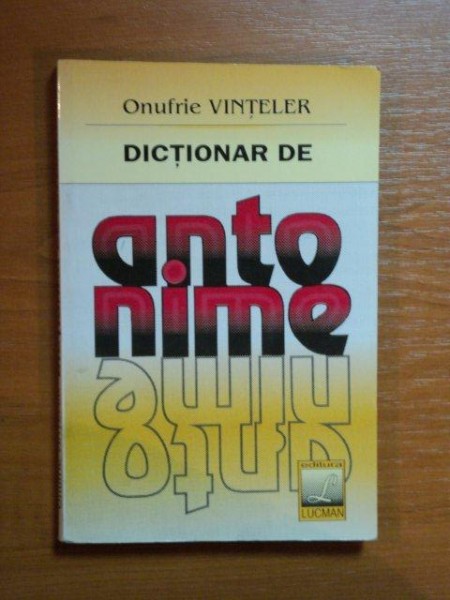 Onufrie VINȚELER
DICȚIONAR DE
anto
nime
editura
L
LUCMAN